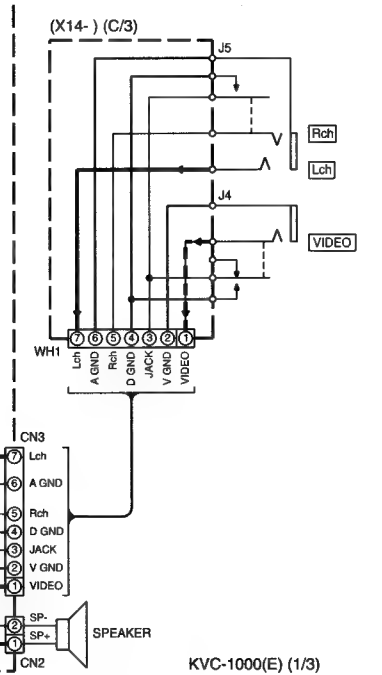 (X14- ) (C/3)
J5
Rch
Lch
J4
VIDEO
WH1
7 6 5 4 3 2 1
Lch
A GND
Rch
D GND
JACK
V GND
VIDEO
CN3
7 Lch
6 A GND
5 Rch
4 D GND
3 JACK
2 V GND
1 VIDEO
2 SP-
1 SP+
SPEAKER
CN2
KVC-1000(E) (1/3)